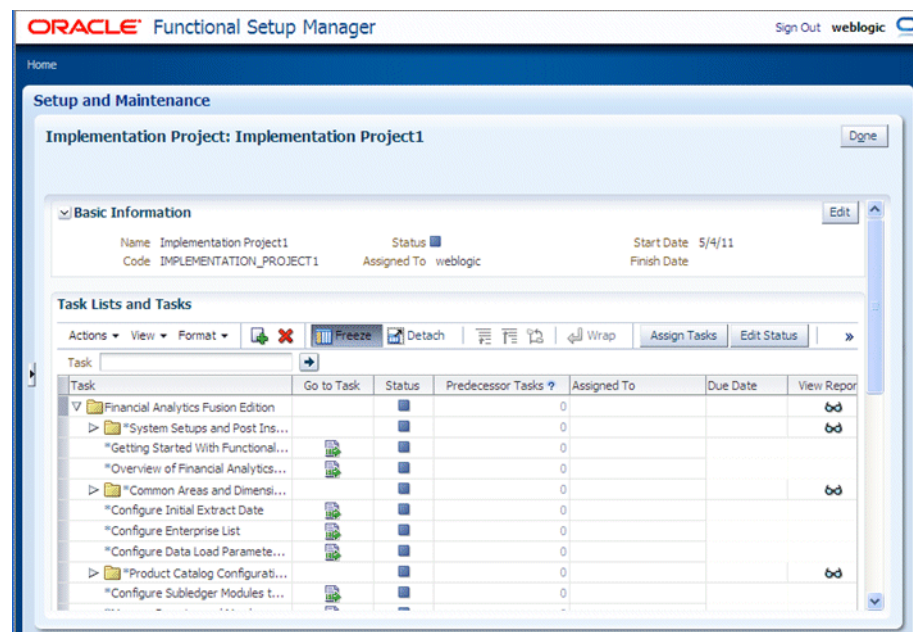 ORACLE Functional Setup Manager
Sign Out weblogic
Home
Setup and Maintenance
Implementation Project: Implementation Project1
Done
Basic Information
Edit
Name Implementation Project1 Status Start Date 5/4/11
Code IMPLEMENTATION_PROJECT1 Assigned To weblogic Finish Date
Task Lists and Tasks
Actions View Format Freeze Detach Wrap Assign Tasks Edit Status »
Task
Task Go to Task Status Predecessor Tasks ? Assigned To Due Date View Repor
Financial Analytics Fusion Edition 0
*System Setups and Post Ins... 0
*Getting Started With Functional... 0
*Overview of Financial Analytics... 0
*Common Areas and Dimensi... 0
*Configure Initial Extract Date 0
*Configure Enterprise List 0
*Configure Data Load Paramete... 0
*Product Catalog Configurati... 0
*Configure Subledger Modules t... 0